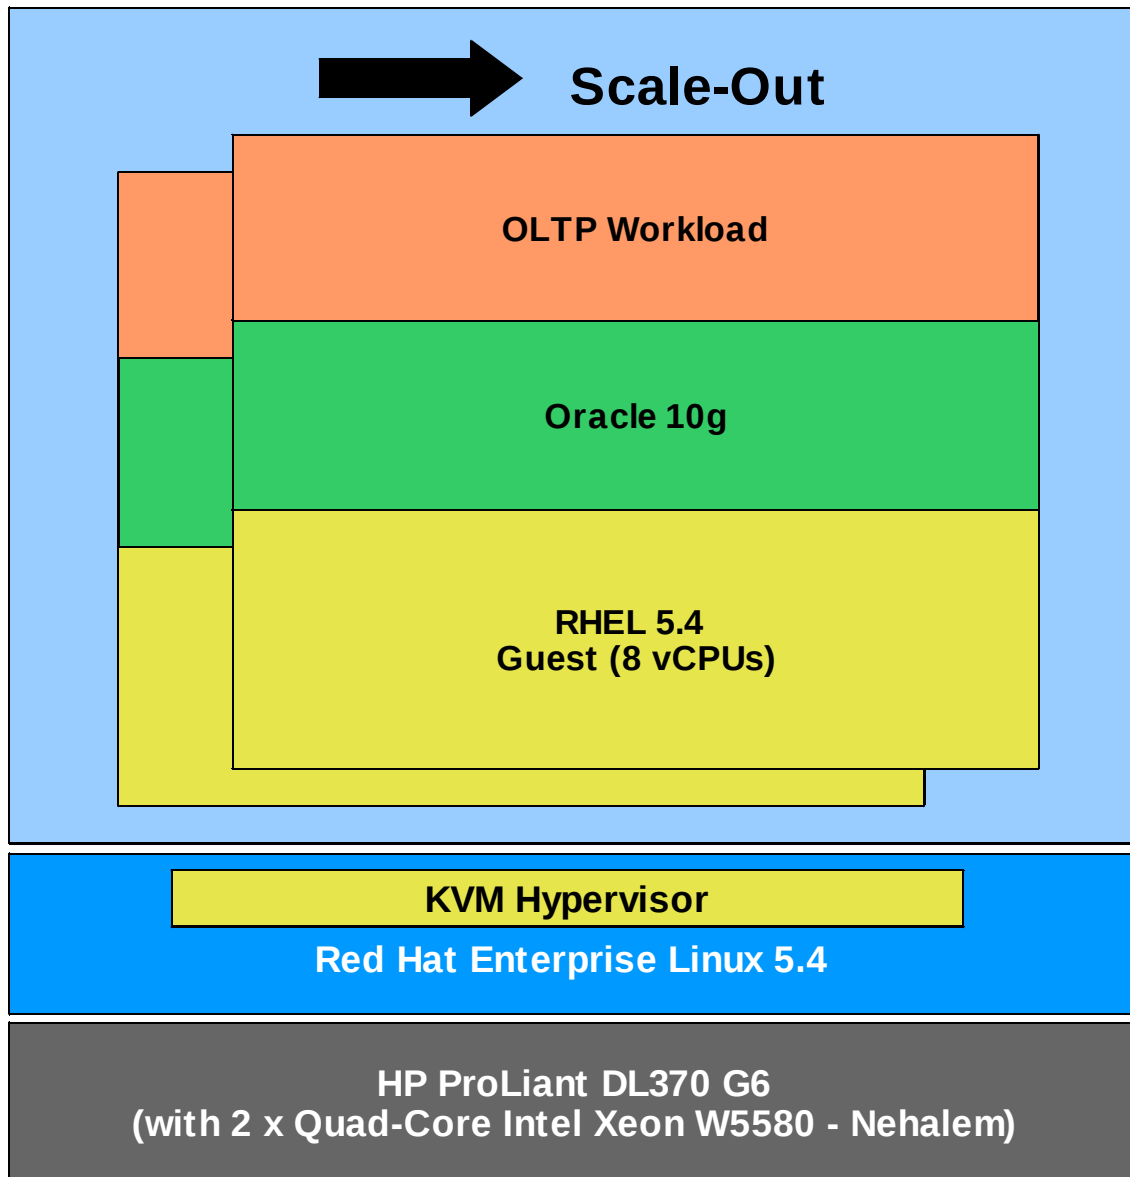 Scale-Out
OLTP Workload
Oracle 10g
RHEL 5.4
Guest (8 vCPUs)
KVM Hypervisor
Red Hat Enterprise Linux 5.4
HP ProLiant DL370 G6
(with 2 x Quad-Core Intel Xeon W5580 - Nehalem)